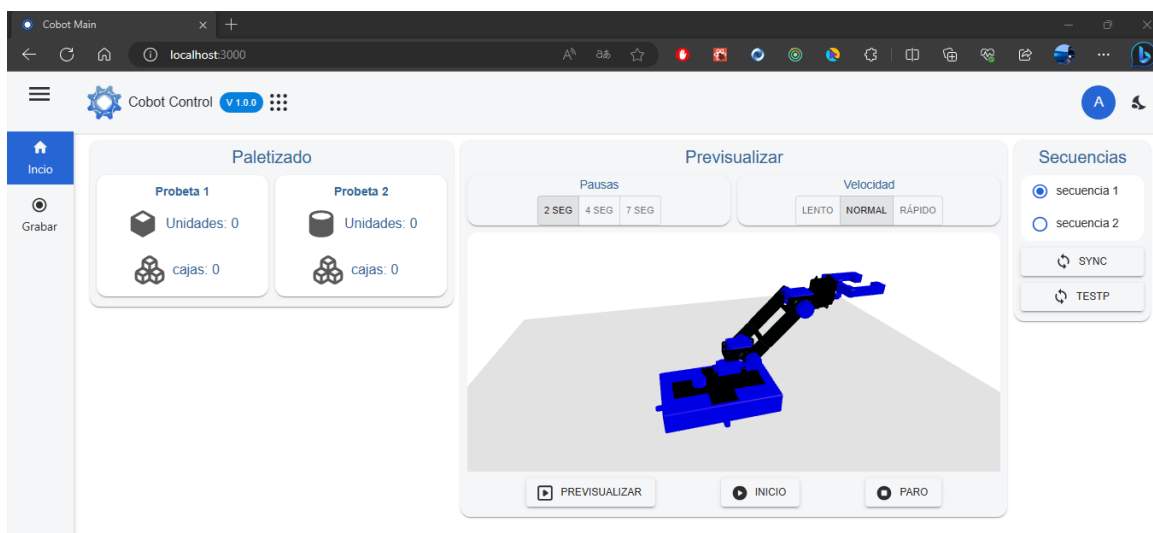 Cobot Main
localhost:3000
Cobot Control V 1.0.0
A
Incio
Grabar
Paletizado
Probeta 1
Unidades: 0
cajas: 0
Probeta 2
Unidades: 0
cajas: 0
Previsualizar
Pausas
2 SEG 4 SEG 7 SEG
Velocidad
LENTO NORMAL RÁPIDO
PREVISUALIZAR
INICIO
PARO
Secuencias
secuencia 1
secuencia 2
SYNC
TESTP